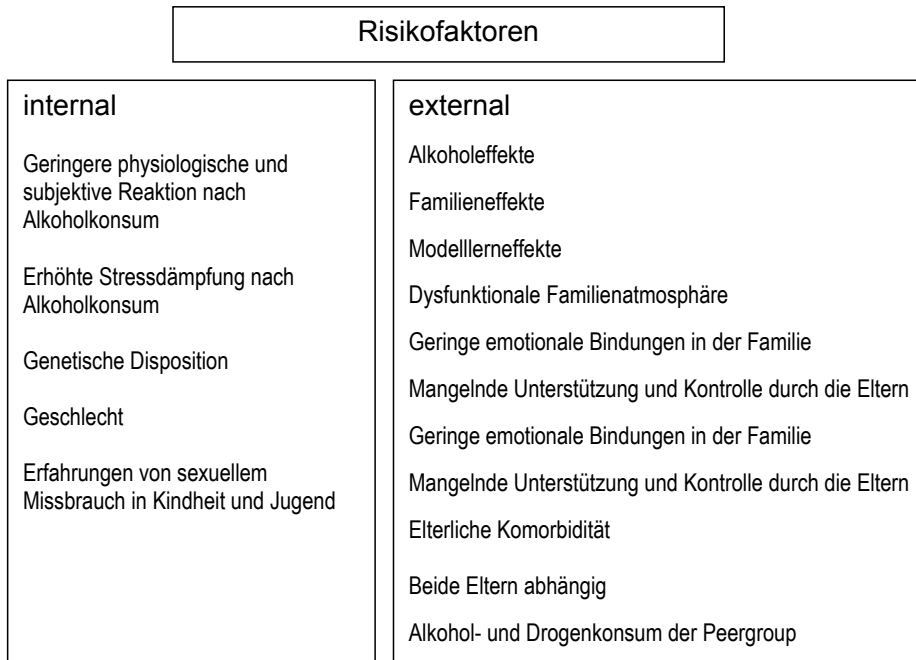 Risikofaktoren
internal
Geringere physiologische und
subjektive Reaktion nach
Alkoholkonsum
Erhöhte Stressdämpfung nach
Alkoholkonsum
Genetische Disposition
Geschlecht
Erfahrungen von sexuellem
Missbrauch in Kindheit und Jugend
external
Alkoholeffekte
Familieneffekte
Modelllerneffekte
Dysfunktionale Familienatmosphäre
Geringe emotionale Bindungen in der Familie
Mangelnde Unterstützung und Kontrolle durch die Eltern
Geringe emotionale Bindungen in der Familie
Mangelnde Unterstützung und Kontrolle durch die Eltern
Elterliche Komorbidität
Beide Eltern abhängig
Alkohol- und Drogenkonsum der Peergroup